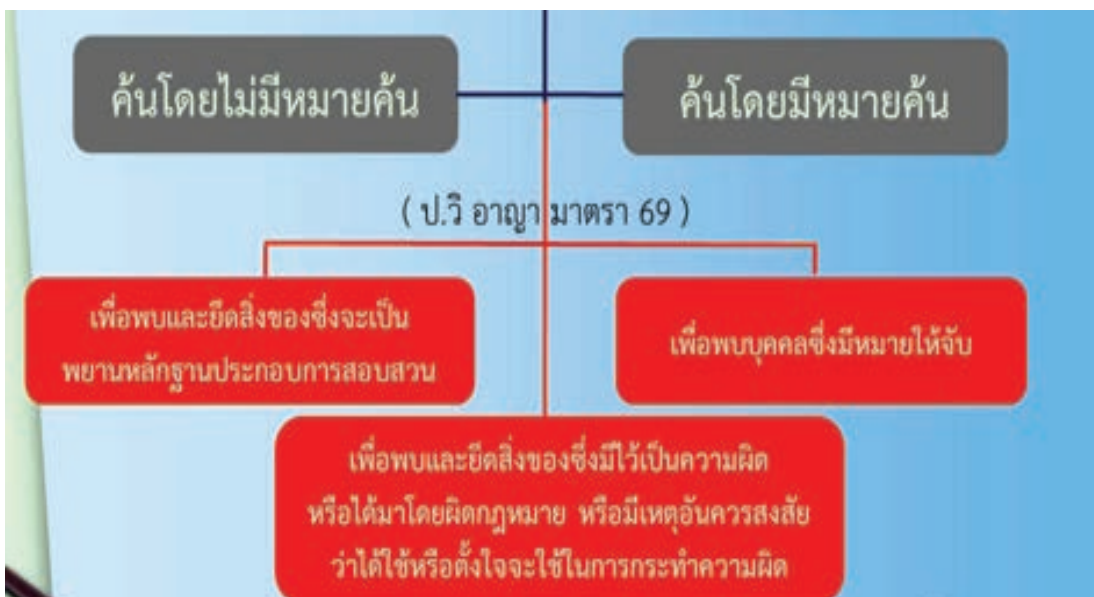 ค้นโดยไม่มีหมายค้น
ค้นโดยมีหมายค้น
( ป.วิ อาญา มาตรา 69 )
เพื่อพบและยึดสิ่งของซึ่งจะเป็น
พยานหลักฐานประกอบการสอบสวน
เพื่อพบบุคคลซึ่งมีหมายให้จับ
เพื่อพบและยึดสิ่งของซึ่งมีไว้เป็นความผิด
หรือได้มาโดยผิดกฎหมาย หรือมีเหตุอันควรสงสัย
ว่าได้ใช้หรือตั้งใจจะใช้ในการกระทำความผิด